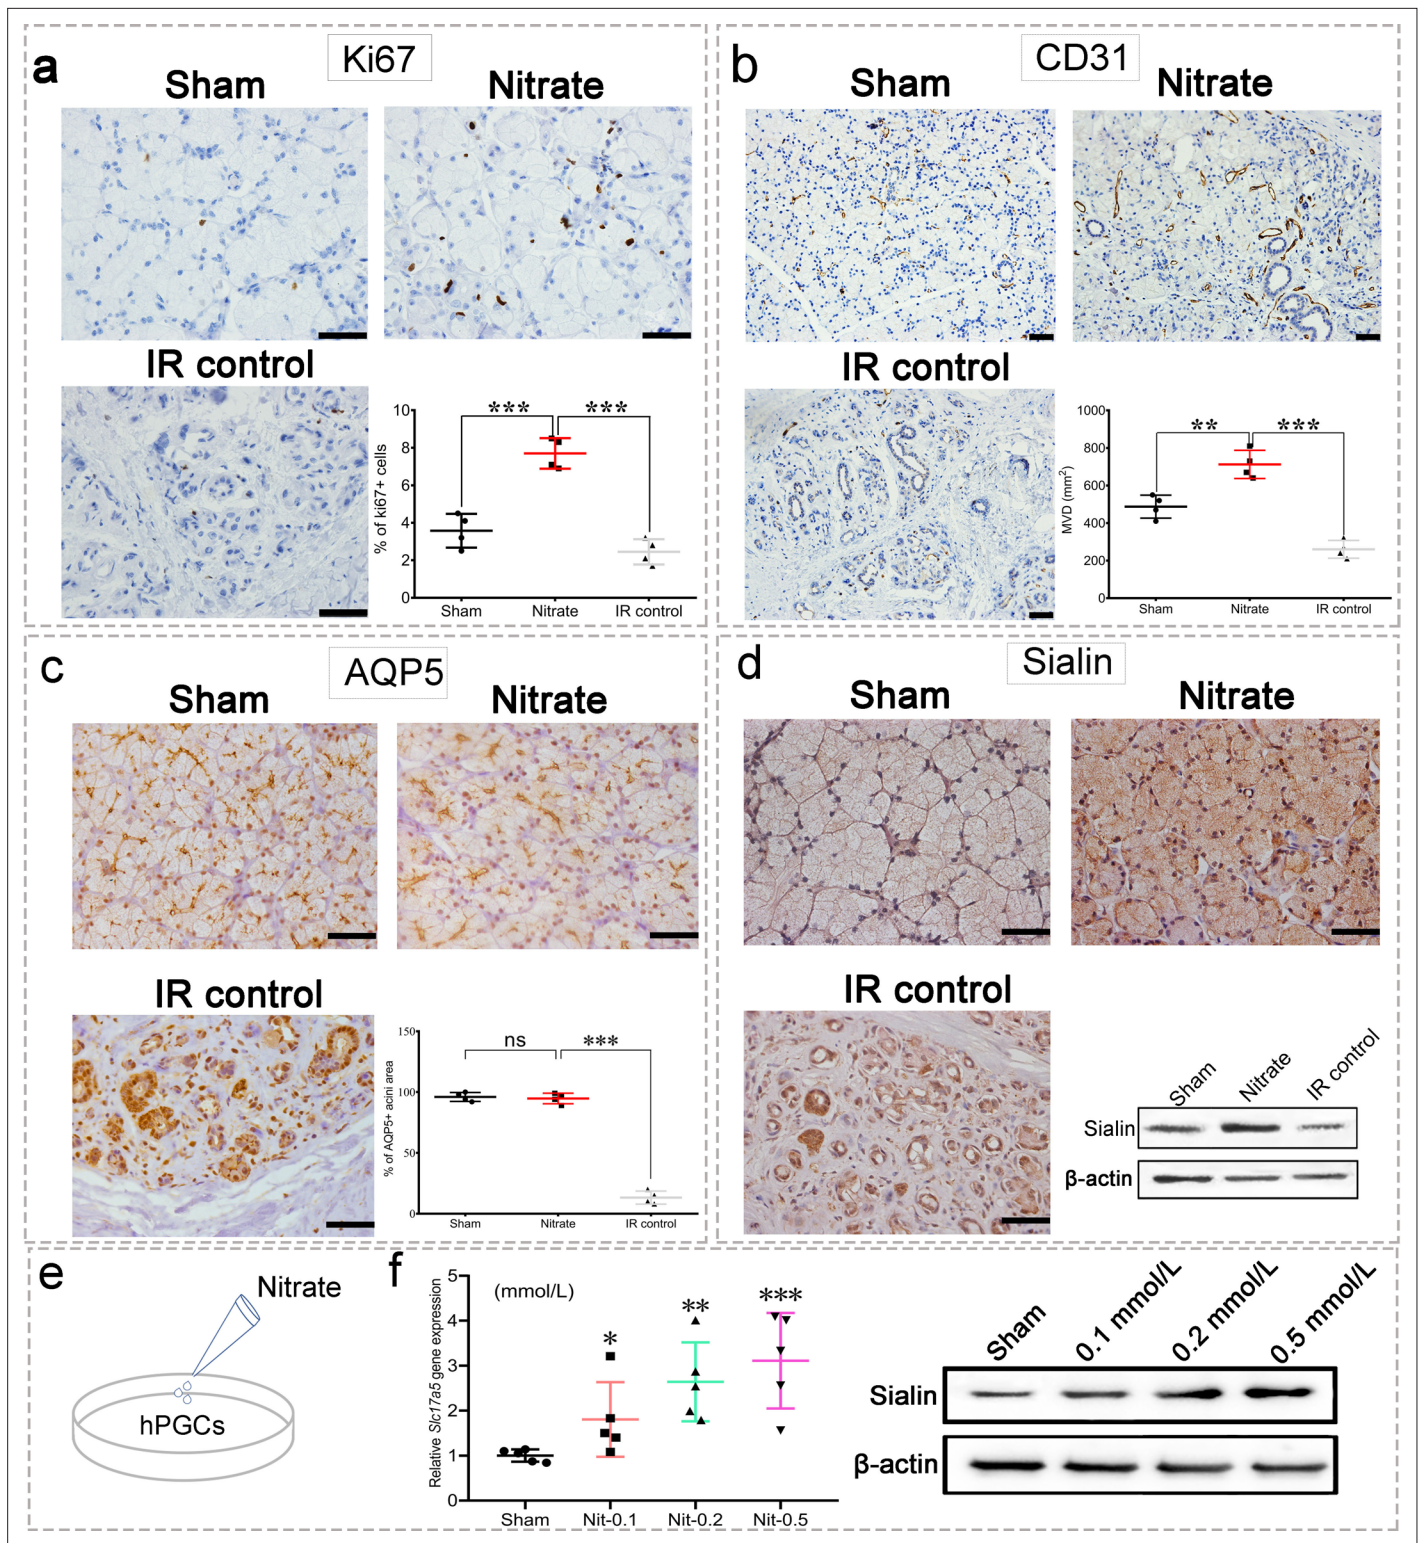 a
Ki67
Sham
Nitrate
IR control
% of ki67+ cells
10
8
6
4
2
0
***
***
Sham
Nitrate
IR control
b
CD31
Sham
Nitrate
IR control
MVD (mm²)
1000
800
600
400
200
0
**
***
Sham
Nitrate
IR control
c
AQP5
Sham
Nitrate
IR control
% of AQP5+ acini area
150
100
50
0
ns
***
Sham
Nitrate
IR control
d
Sialin
Sham
Nitrate
IR control
Sham
Nitrate
IR control
Sialin
β-actin
e
Nitrate
hPGCs
f
Relative Slc17a5 gene expression
5
4
3
2
1
0
(mmol/L)
*
**
***
Sham
Nit-0.1
Nit-0.2
Nit-0.5
Sham
0.1 mmol/L
0.2 mmol/L
0.5 mmol/L
Sialin
β-actin